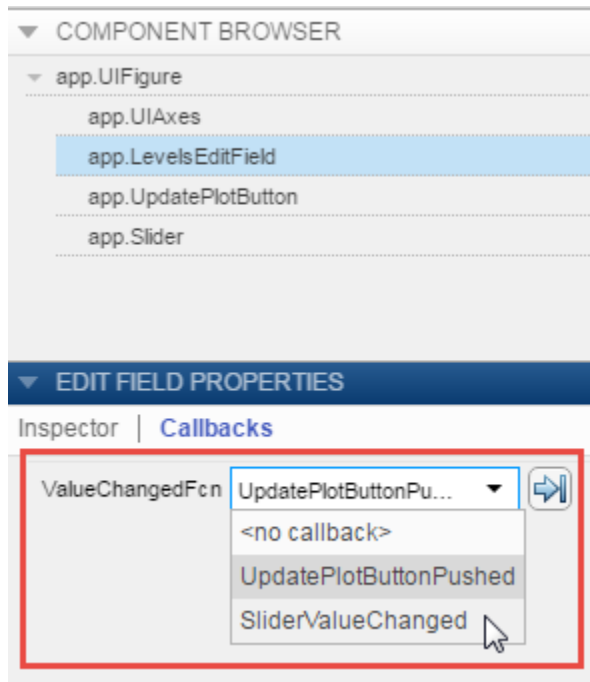 COMPONENT BROWSER
app.UIFigure
app.UIAxes
app.LevelsEditField
app.UpdatePlotButton
app.Slider
EDIT FIELD PROPERTIES
Inspector | Callbacks
ValueChangedFcn UpdatePlotButtonPu...
<no callback>
UpdatePlotButtonPushed
SliderValueChanged